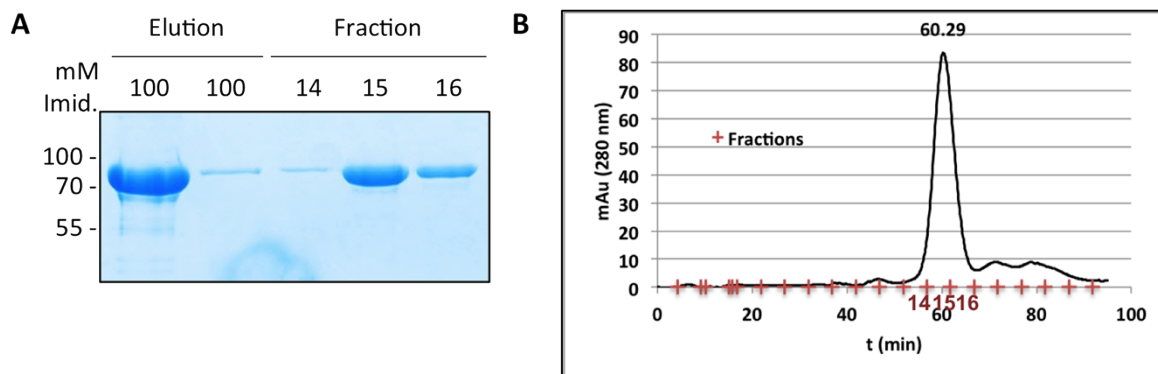 A
Elution Fraction
mM
Imid.
100 100 14 15 16
100 -
70 -
55 -
B
60.29
90
80
70
60
50
40
30
20
10
0
mAu (280 nm)
Fractions
141516
0 20 40 60 80 100
t (min)